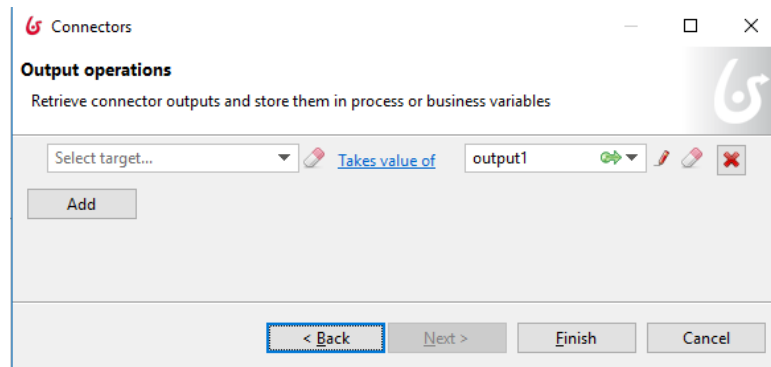 Connectors
Output operations
Retrieve connector outputs and store them in process or business variables
Select target... Takes value of output1
Add
< Back Next > Finish Cancel